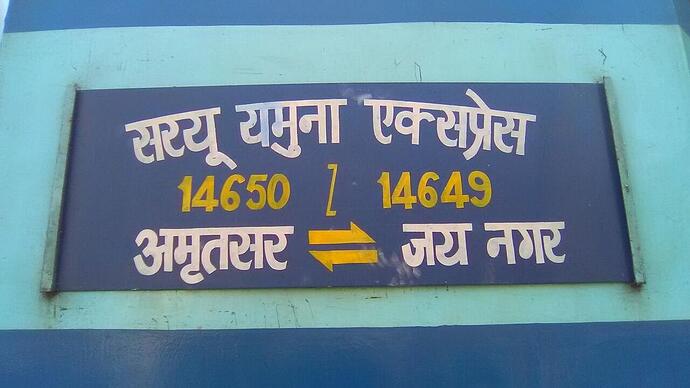 सरयू यमुना एक्सप्रेस
14650 / 14649
अमृतसर जय नगर